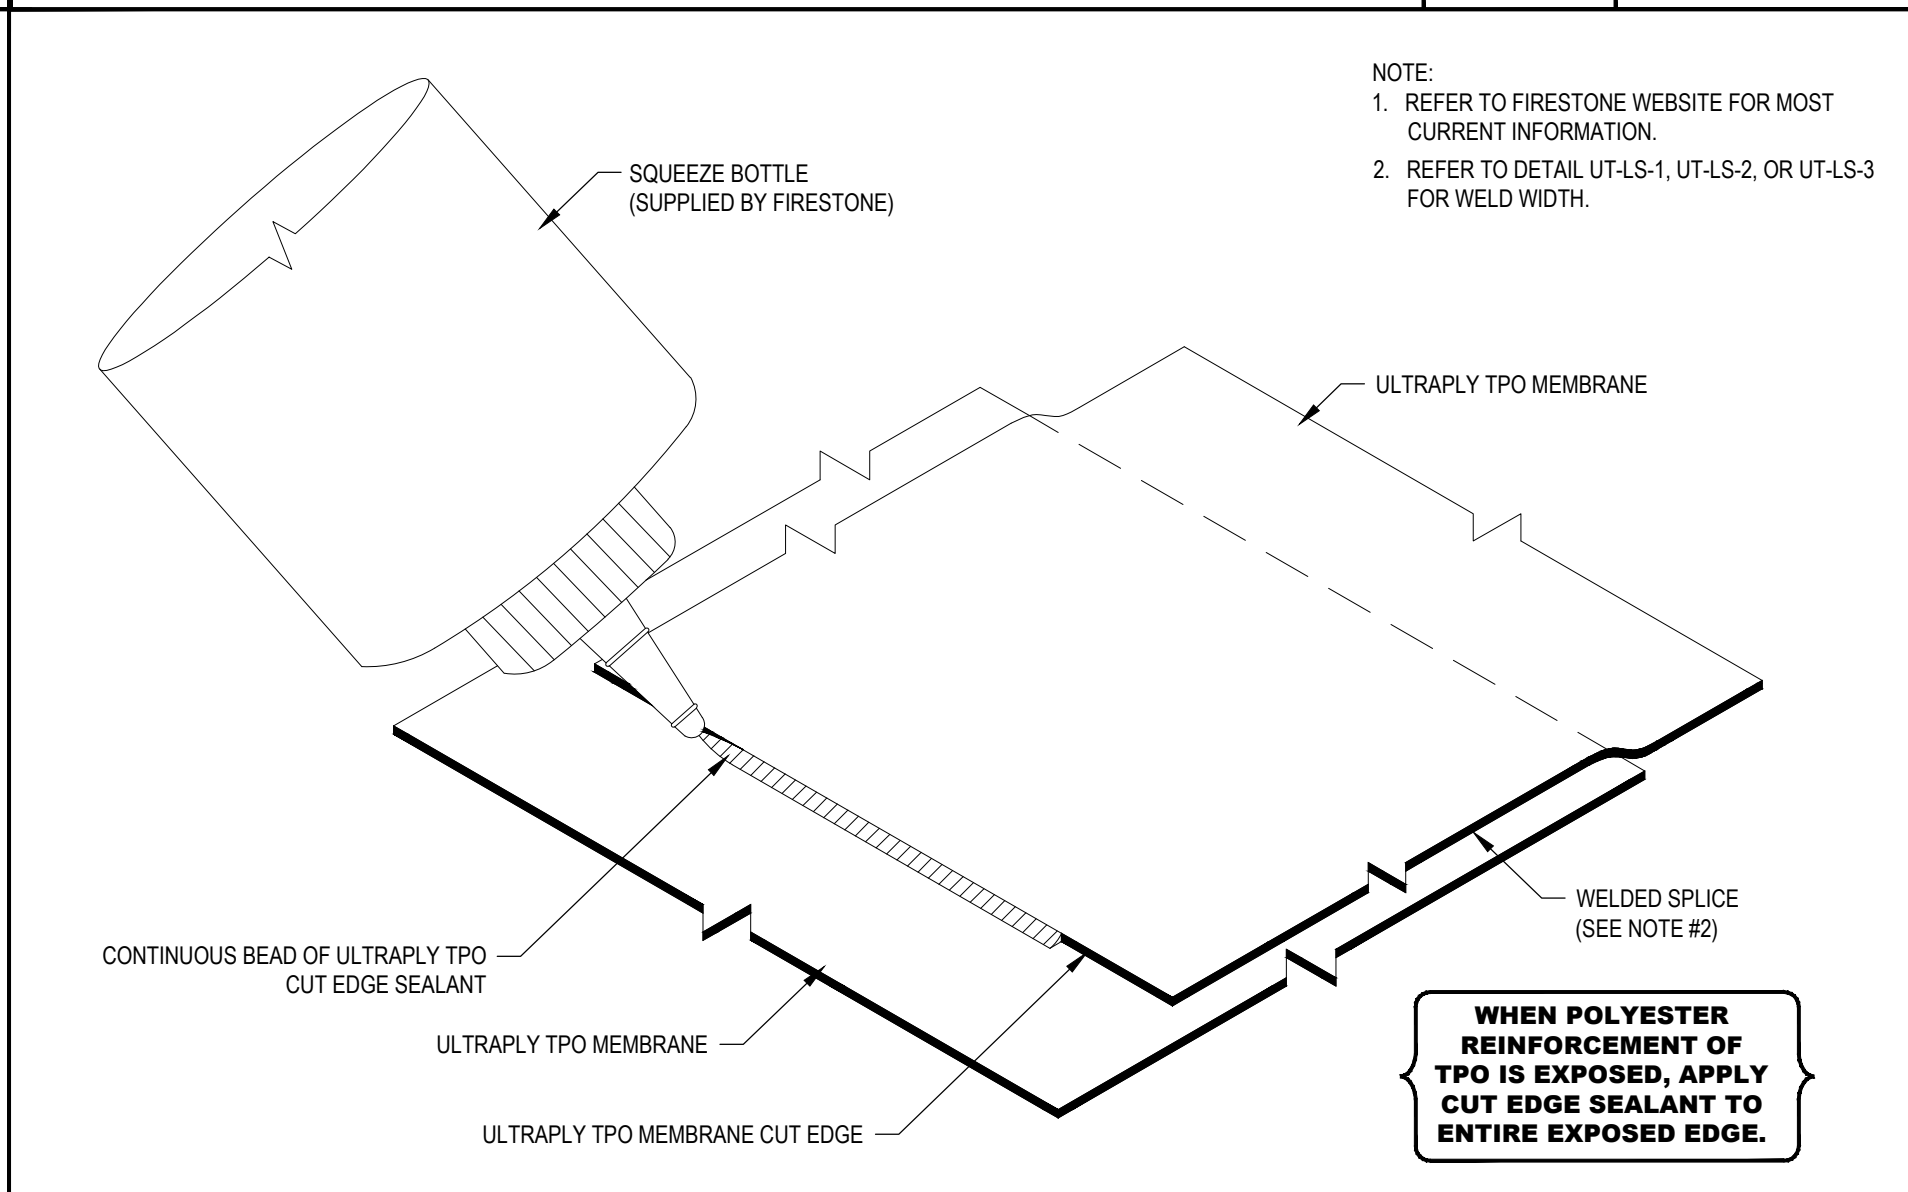 NOTE:
1. REFER TO FIRESTONE WEBSITE FOR MOST
CURRENT INFORMATION.
2. REFER TO DETAIL UT-LS-1, UT-LS-2, OR UT-LS-3
FOR WELD WIDTH.
SQUEEZE BOTTLE
(SUPPLIED BY FIRESTONE)
ULTRAPLY TPO MEMBRANE
WELDED SPLICE
(SEE NOTE #2)
CONTINUOUS BEAD OF ULTRAPLY TPO
CUT EDGE SEALANT
ULTRAPLY TPO MEMBRANE
ULTRAPLY TPO MEMBRANE CUT EDGE
WHEN POLYESTER
REINFORCEMENT OF
TPO IS EXPOSED, APPLY
CUT EDGE SEALANT TO
ENTIRE EXPOSED EDGE.